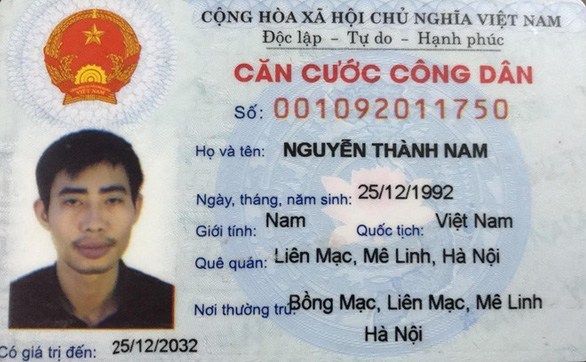 CỘNG HÒA XÃ HỘI CHỦ NGHĨA VIỆT NAM
Độc lập - Tự do - Hạnh phúc
CĂN CƯỚC CÔNG DÂN
Số: 001092011750
Họ và tên: NGUYỄN THÀNH NAM
Ngày, tháng, năm sinh: 25/12/1992
Giới tính: Nam Quốc tịch: Việt Nam
Quê quán: Liên Mạc, Mê Linh, Hà Nội
Nơi thường trú: Bồng Mạc, Liên Mạc, Mê Linh
Hà Nội
Có giá trị đến: 25/12/2032
VIỆT NAM